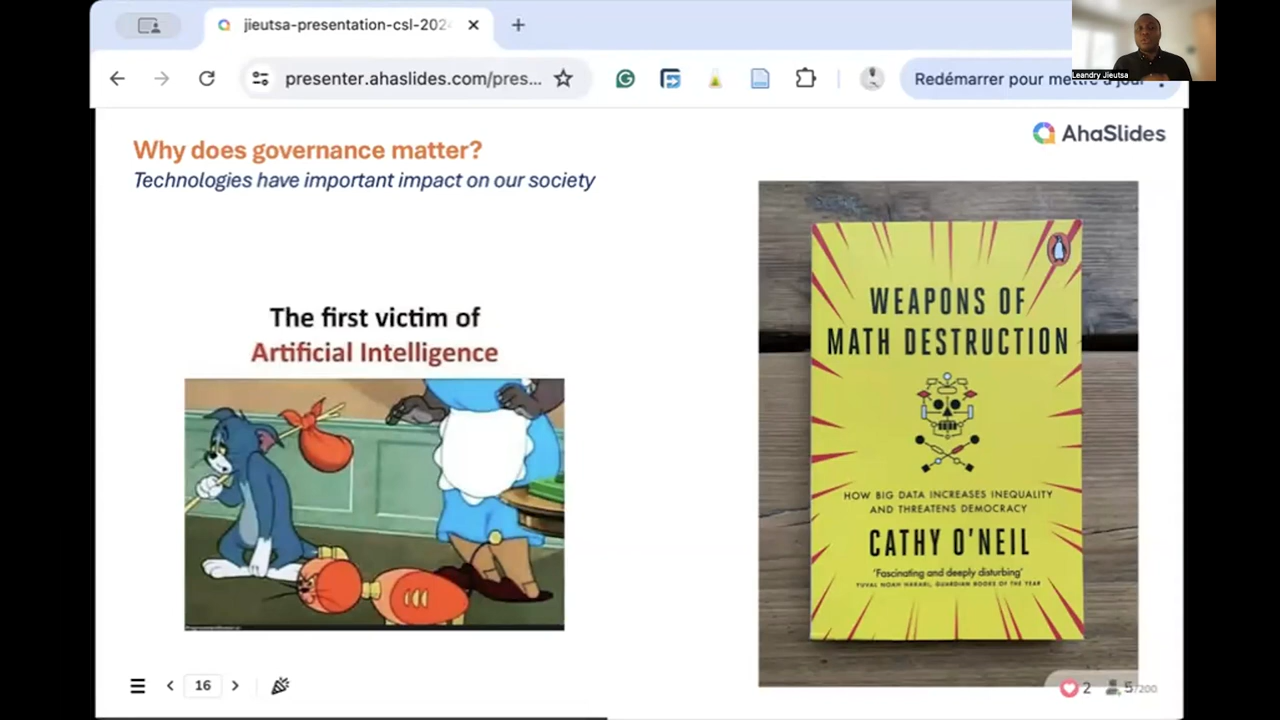 jieutsa-presentation-csl-202
presenter.ahaslides.com/pres...
Redémarrer pour mettre à jour
Leandry Jieutsa
Why does governance matter?
Technologies have important impact on our society
AhaSlides
The first victim of
Artificial Intelligence
WEAPONS OF
MATH DESTRUCTION
HOW BIG DATA INCREASES INEQUALITY
AND THREATENS DEMOCRACY
CATHY O'NEIL
'Fascinating and deeply disturbing'
YUVAL NOAH HARARI, GUARDIAN BOOKS OF THE YEAR
16
2
5/200